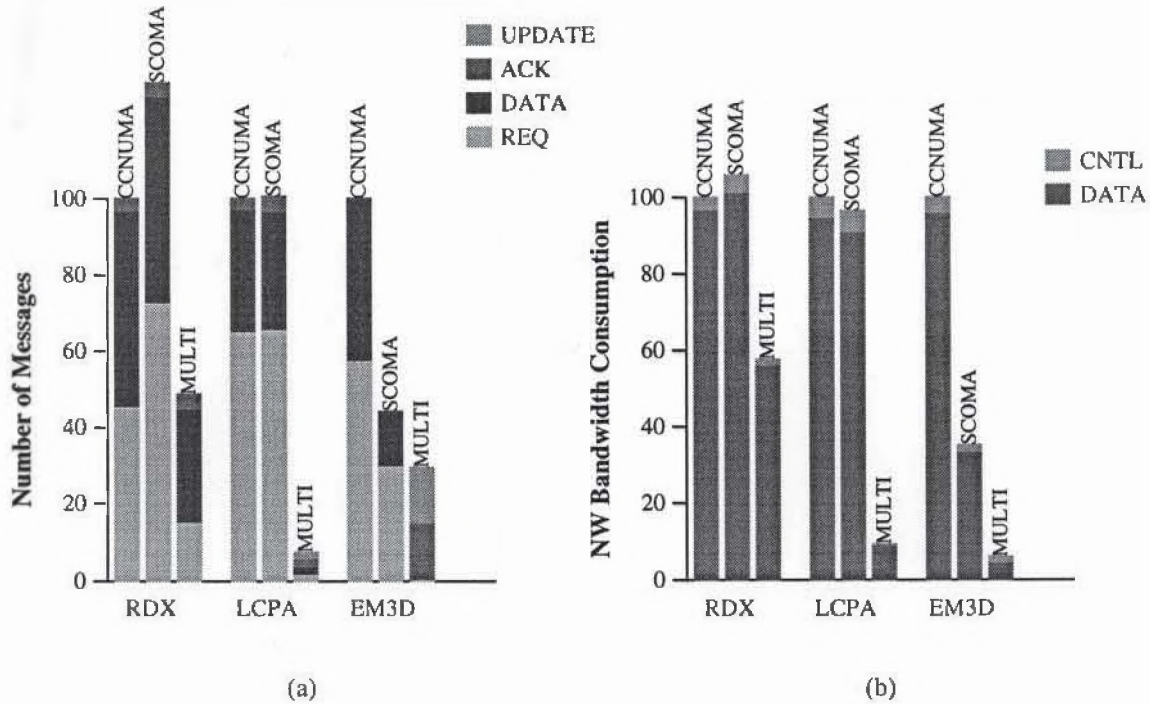 Number of Messages
100
80
60
40
20
0
CCNUMA
SCOMA
MULTI
CCNUMA
SCOMA
MULTI
CCNUMA
SCOMA
MULTI
RDX
LCPA
EM3D
UPDATE
ACK
DATA
REQ
(a)
NW Bandwidth Consumption
100
80
60
40
20
0
CCNUMA
SCOMA
MULTI
CCNUMA
SCOMA
MULTI
CCNUMA
SCOMA
MULTI
RDX
LCPA
EM3D
CNTL
DATA
(b)